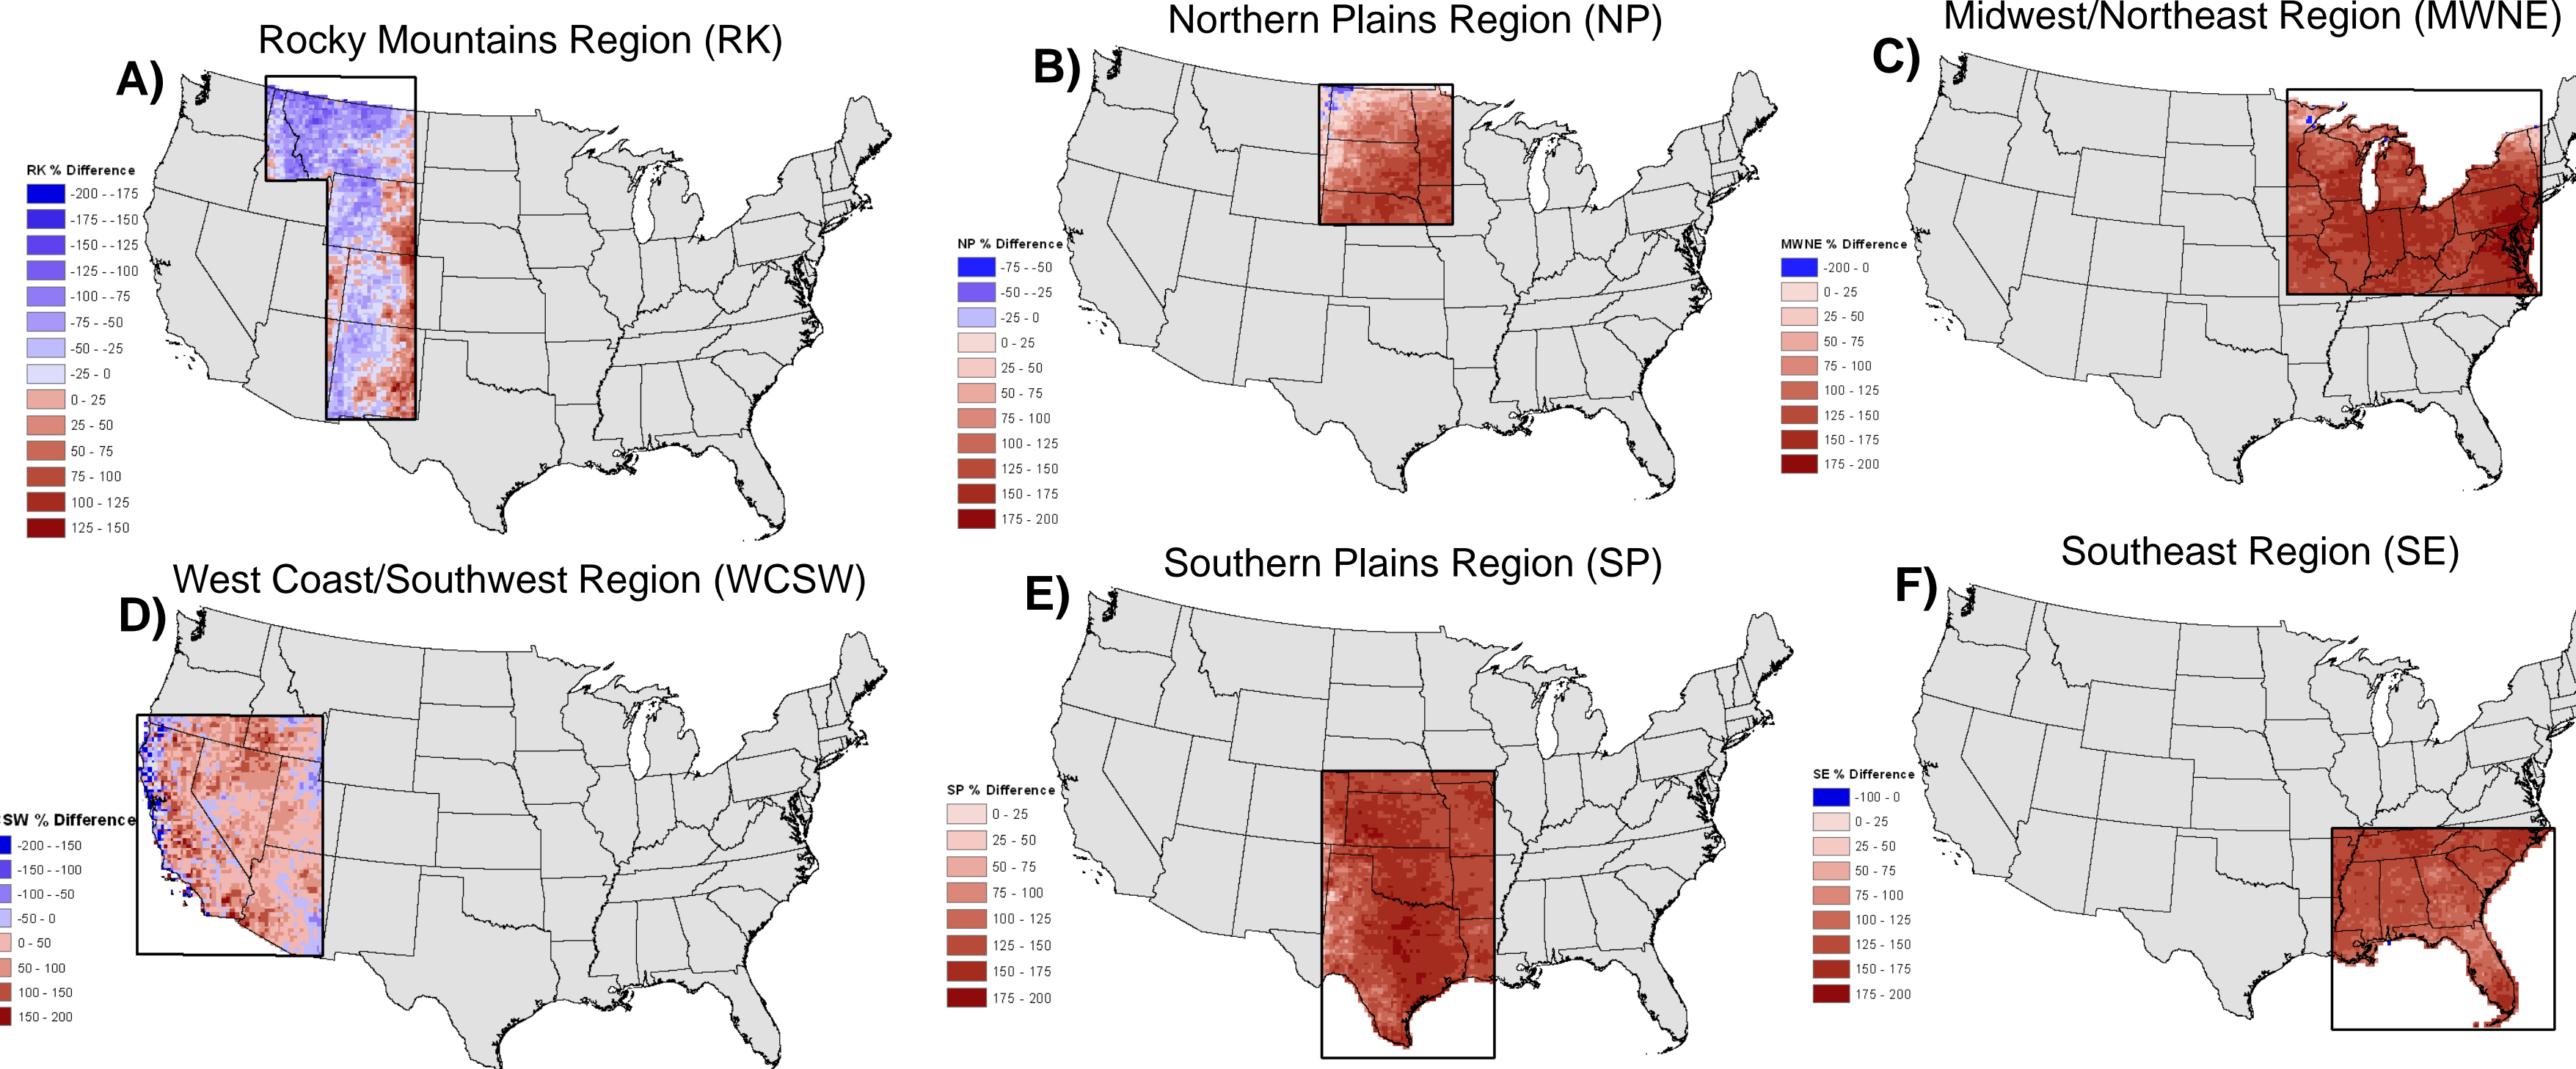 Rocky Mountains Region (RK)
A)
RK % Difference
-200 - -175
-175 - -150
-150 - -125
-125 - -100
-100 - -75
-75 - -50
-50 - -25
-25 - 0
0 - 25
25 - 50
50 - 75
75 - 100
100 - 125
125 - 150
Northern Plains Region (NP)
B)
NP % Difference
-75 - -50
-50 - -25
-25 - 0
0 - 25
25 - 50
50 - 75
75 - 100
100 - 125
125 - 150
150 - 175
175 - 200
Midwest/Northeast Region (MWNE)
C)
MWNE % Difference
-200 - 0
0 - 25
25 - 50
50 - 75
75 - 100
100 - 125
125 - 150
150 - 175
175 - 200
West Coast/Southwest Region (WCSW)
D)
SW % Difference
-200 - -150
-150 - -100
-100 - -50
-50 - 0
0 - 50
50 - 100
100 - 150
150 - 200
Southern Plains Region (SP)
E)
SP % Difference
0 - 25
25 - 50
50 - 75
75 - 100
100 - 125
125 - 150
150 - 175
175 - 200
Southeast Region (SE)
F)
SE % Difference
-100 - 0
0 - 25
25 - 50
50 - 75
75 - 100
100 - 125
125 - 150
150 - 175
175 - 200